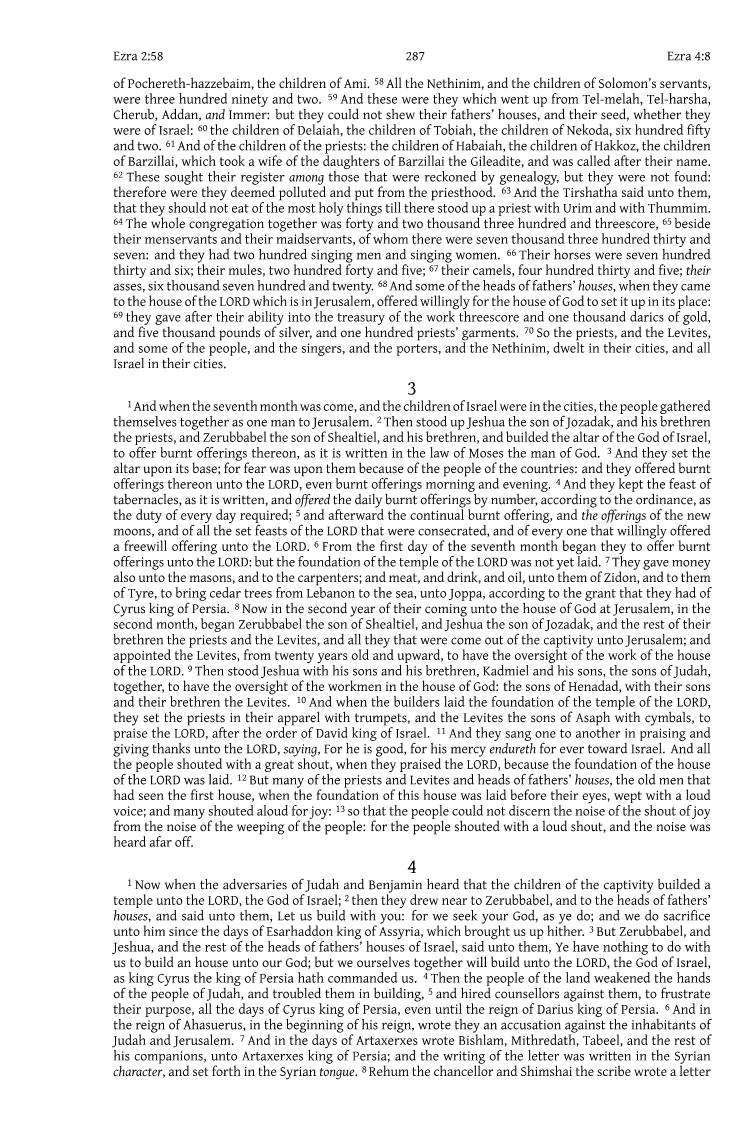 Ezra 2:58 287 Ezra 4:8
of Pochereth-hazzebaim, the children of Ami. 58 All the Nethinim, and the children of Solomon’s servants,
were three hundred ninety and two. 59 And these were they which went up from Tel-melah, Tel-harsha,
Cherub, Addan, and Immer: but they could not shew their fathers’ houses, and their seed, whether they
were of Israel: 60 the children of Delaiah, the children of Tobiah, the children of Nekoda, six hundred fifty
and two. 61 And of the children of the priests: the children of Habaiah, the children of Hakkoz, the children
of Barzillai, which took a wife of the daughters of Barzillai the Gileadite, and was called after their name.
62 These sought their register among those that were reckoned by genealogy, but they were not found:
therefore were they deemed polluted and put from the priesthood. 63 And the Tirshatha said unto them,
that they should not eat of the most holy things till there stood up a priest with Urim and with Thummim.
64 The whole congregation together was forty and two thousand three hundred and threescore, 65 beside
their menservants and their maidservants, of whom there were seven thousand three hundred thirty and
seven: and they had two hundred singing men and singing women. 66 Their horses were seven hundred
thirty and six; their mules, two hundred forty and five; 67 their camels, four hundred thirty and five; their
asses, six thousand seven hundred and twenty. 68 And some of the heads of fathers’ houses, when they came
to the house of the LORD which is in Jerusalem, offered willingly for the house of God to set it up in its place:
69 they gave after their ability into the treasury of the work threescore and one thousand darics of gold,
and five thousand pounds of silver, and one hundred priests’ garments. 70 So the priests, and the Levites,
and some of the people, and the singers, and the porters, and the Nethinim, dwelt in their cities, and all
Israel in their cities.
3
1 And when the seventh month was come, and the children of Israel were in the cities, the people gathered
themselves together as one man to Jerusalem. 2 Then stood up Jeshua the son of Jozadak, and his brethren
the priests, and Zerubbabel the son of Shealtiel, and his brethren, and builded the altar of the God of Israel,
to offer burnt offerings thereon, as it is written in the law of Moses the man of God. 3 And they set the
altar upon its base; for fear was upon them because of the people of the countries: and they offered burnt
offerings thereon unto the LORD, even burnt offerings morning and evening. 4 And they kept the feast of
tabernacles, as it is written, and offered the daily burnt offerings by number, according to the ordinance, as
the duty of every day required; 5 and afterward the continual burnt offering, and the offerings of the new
moons, and of all the set feasts of the LORD that were consecrated, and of every one that willingly offered
a freewill offering unto the LORD. 6 From the first day of the seventh month began they to offer burnt
offerings unto the LORD: but the foundation of the temple of the LORD was not yet laid. 7 They gave money
also unto the masons, and to the carpenters; and meat, and drink, and oil, unto them of Zidon, and to them
of Tyre, to bring cedar trees from Lebanon to the sea, unto Joppa, according to the grant that they had of
Cyrus king of Persia. 8 Now in the second year of their coming unto the house of God at Jerusalem, in the
second month, began Zerubbabel the son of Shealtiel, and Jeshua the son of Jozadak, and the rest of their
brethren the priests and the Levites, and all they that were come out of the captivity unto Jerusalem; and
appointed the Levites, from twenty years old and upward, to have the oversight of the work of the house
of the LORD. 9 Then stood Jeshua with his sons and his brethren, Kadmiel and his sons, the sons of Judah,
together, to have the oversight of the workmen in the house of God: the sons of Henadad, with their sons
and their brethren the Levites. 10 And when the builders laid the foundation of the temple of the LORD,
they set the priests in their apparel with trumpets, and the Levites the sons of Asaph with cymbals, to
praise the LORD, after the order of David king of Israel. 11 And they sang one to another in praising and
giving thanks unto the LORD, saying, For he is good, for his mercy endureth for ever toward Israel. And all
the people shouted with a great shout, when they praised the LORD, because the foundation of the house
of the LORD was laid. 12 But many of the priests and Levites and heads of fathers’ houses, the old men that
had seen the first house, when the foundation of this house was laid before their eyes, wept with a loud
voice; and many shouted aloud for joy: 13 so that the people could not discern the noise of the shout of joy
from the noise of the weeping of the people: for the people shouted with a loud shout, and the noise was
heard afar off.
4
1 Now when the adversaries of Judah and Benjamin heard that the children of the captivity builded a
temple unto the LORD, the God of Israel; 2 then they drew near to Zerubbabel, and to the heads of fathers’
houses, and said unto them, Let us build with you: for we seek your God, as ye do; and we do sacrifice
unto him since the days of Esarhaddon king of Assyria, which brought us up hither. 3 But Zerubbabel, and
Jeshua, and the rest of the heads of fathers’ houses of Israel, said unto them, Ye have nothing to do with
us to build an house unto our God; but we ourselves together will build unto the LORD, the God of Israel,
as king Cyrus the king of Persia hath commanded us. 4 Then the people of the land weakened the hands
of the people of Judah, and troubled them in building, 5 and hired counsellors against them, to frustrate
their purpose, all the days of Cyrus king of Persia, even until the reign of Darius king of Persia. 6 And in
the reign of Ahasuerus, in the beginning of his reign, wrote they an accusation against the inhabitants of
Judah and Jerusalem. 7 And in the days of Artaxerxes wrote Bishlam, Mithredath, Tabeel, and the rest of
his companions, unto Artaxerxes king of Persia; and the writing of the letter was written in the Syrian
character, and set forth in the Syrian tongue. 8 Rehum the chancellor and Shimshai the scribe wrote a letter